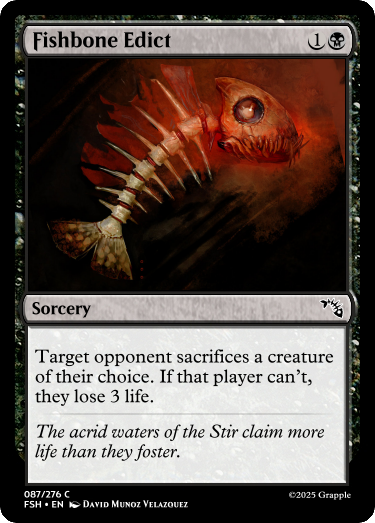 Fishbone Edict 1
Sorcery
Target opponent sacrifices a creature
of their choice. If that player can't,
they lose 3 life.
The acrid waters of the Stir claim more
life than they foster.
087/276 C
FSH • EN DAVID MUNOZ VELAZQUEZ
©2025 Grapple